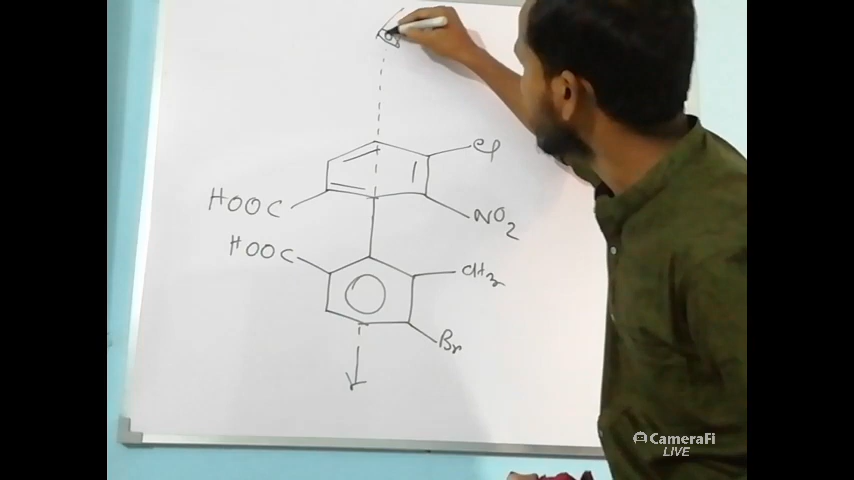 Cl
HOOC
NO2
HOOC
CH3
Br
CameraFi
LIVE